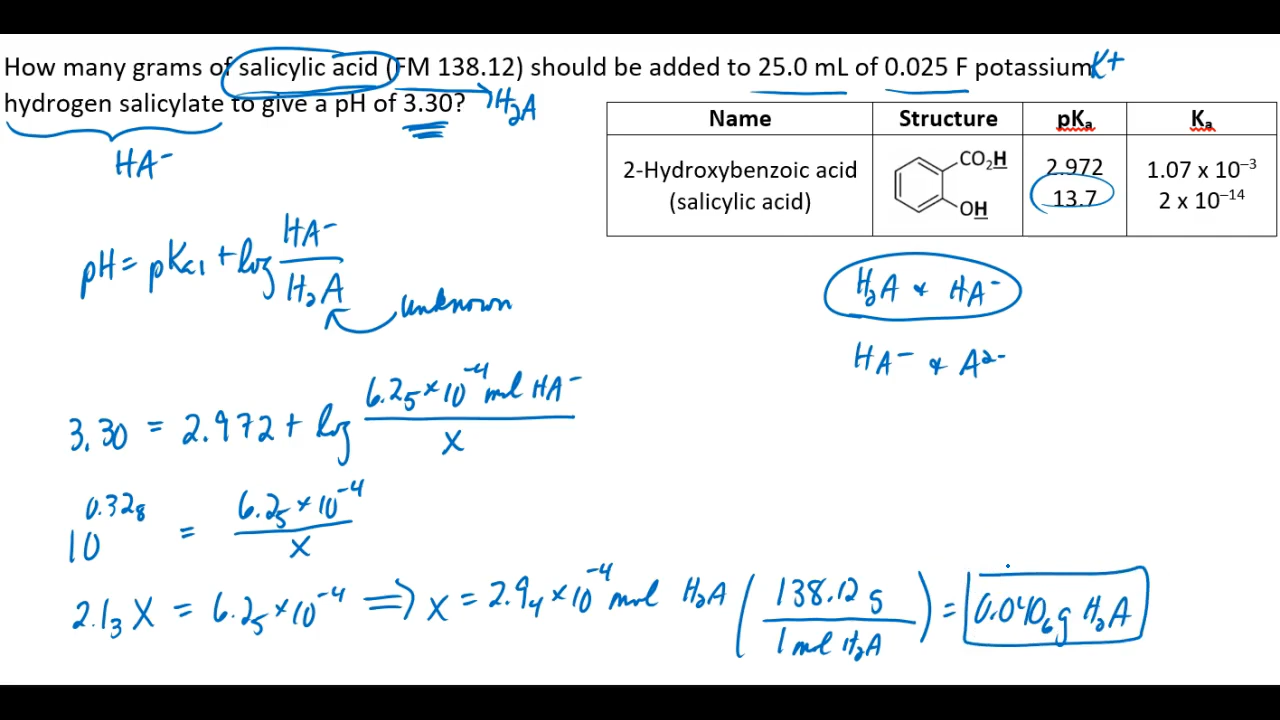 How many grams of salicylic acid (FM 138.12) should be added to 25.0 mL of 0.025 F potassium K+
hydrogen salicylate to give a pH of 3.30? H₂A
HA⁻
Name Structure pKₐ Kₐ
2-Hydroxybenzoic acid CO₂H 2.972 1.07 x 10⁻³
(salicylic acid) OH 13.7 2 x 10⁻¹⁴
pH = pKa1 + log HA⁻ / H₂A
unknown
H₂A & HA⁻
HA⁻ & A²⁻
3.30 = 2.972 + log 6.2₅ × 10⁻⁴ mol HA⁻ / x
10^0.32₈ = 6.2₅ × 10⁻⁴ / x
2.1₃ x = 6.2₅ × 10⁻⁴ ⇒ x = 2.9₄ × 10⁻⁴ mol H₂A (138.12 g / 1 mol H₂A) = 0.040₆ g H₂A